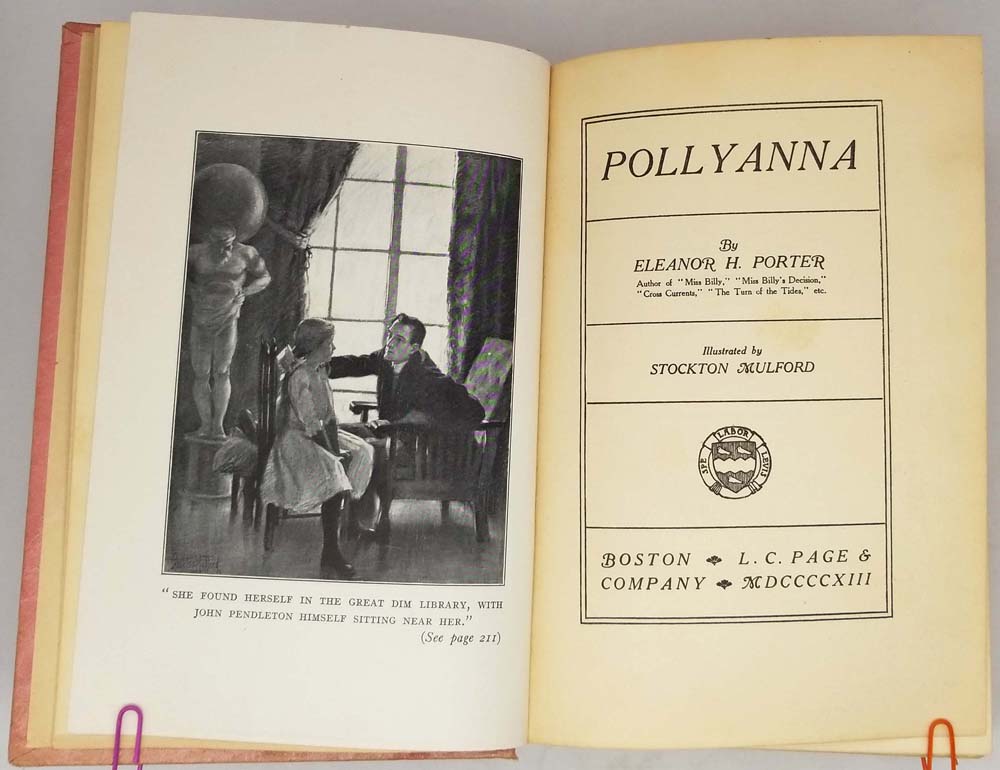 "SHE FOUND HERSELF IN THE GREAT DIM LIBRARY, WITH
JOHN PENDLETON HIMSELF SITTING NEAR HER."
(See page 211)
POLLYANNA
By
ELEANOR H. PORTER
Author of "Miss Billy," "Miss Billy's Decision,"
"Cross Currents," "The Turn of the Tides," etc.
Illustrated by
STOCKTON MULFORD
SPE LABOR LEVIS
BOSTON L. C. PAGE &
COMPANY MDCCCCXIII